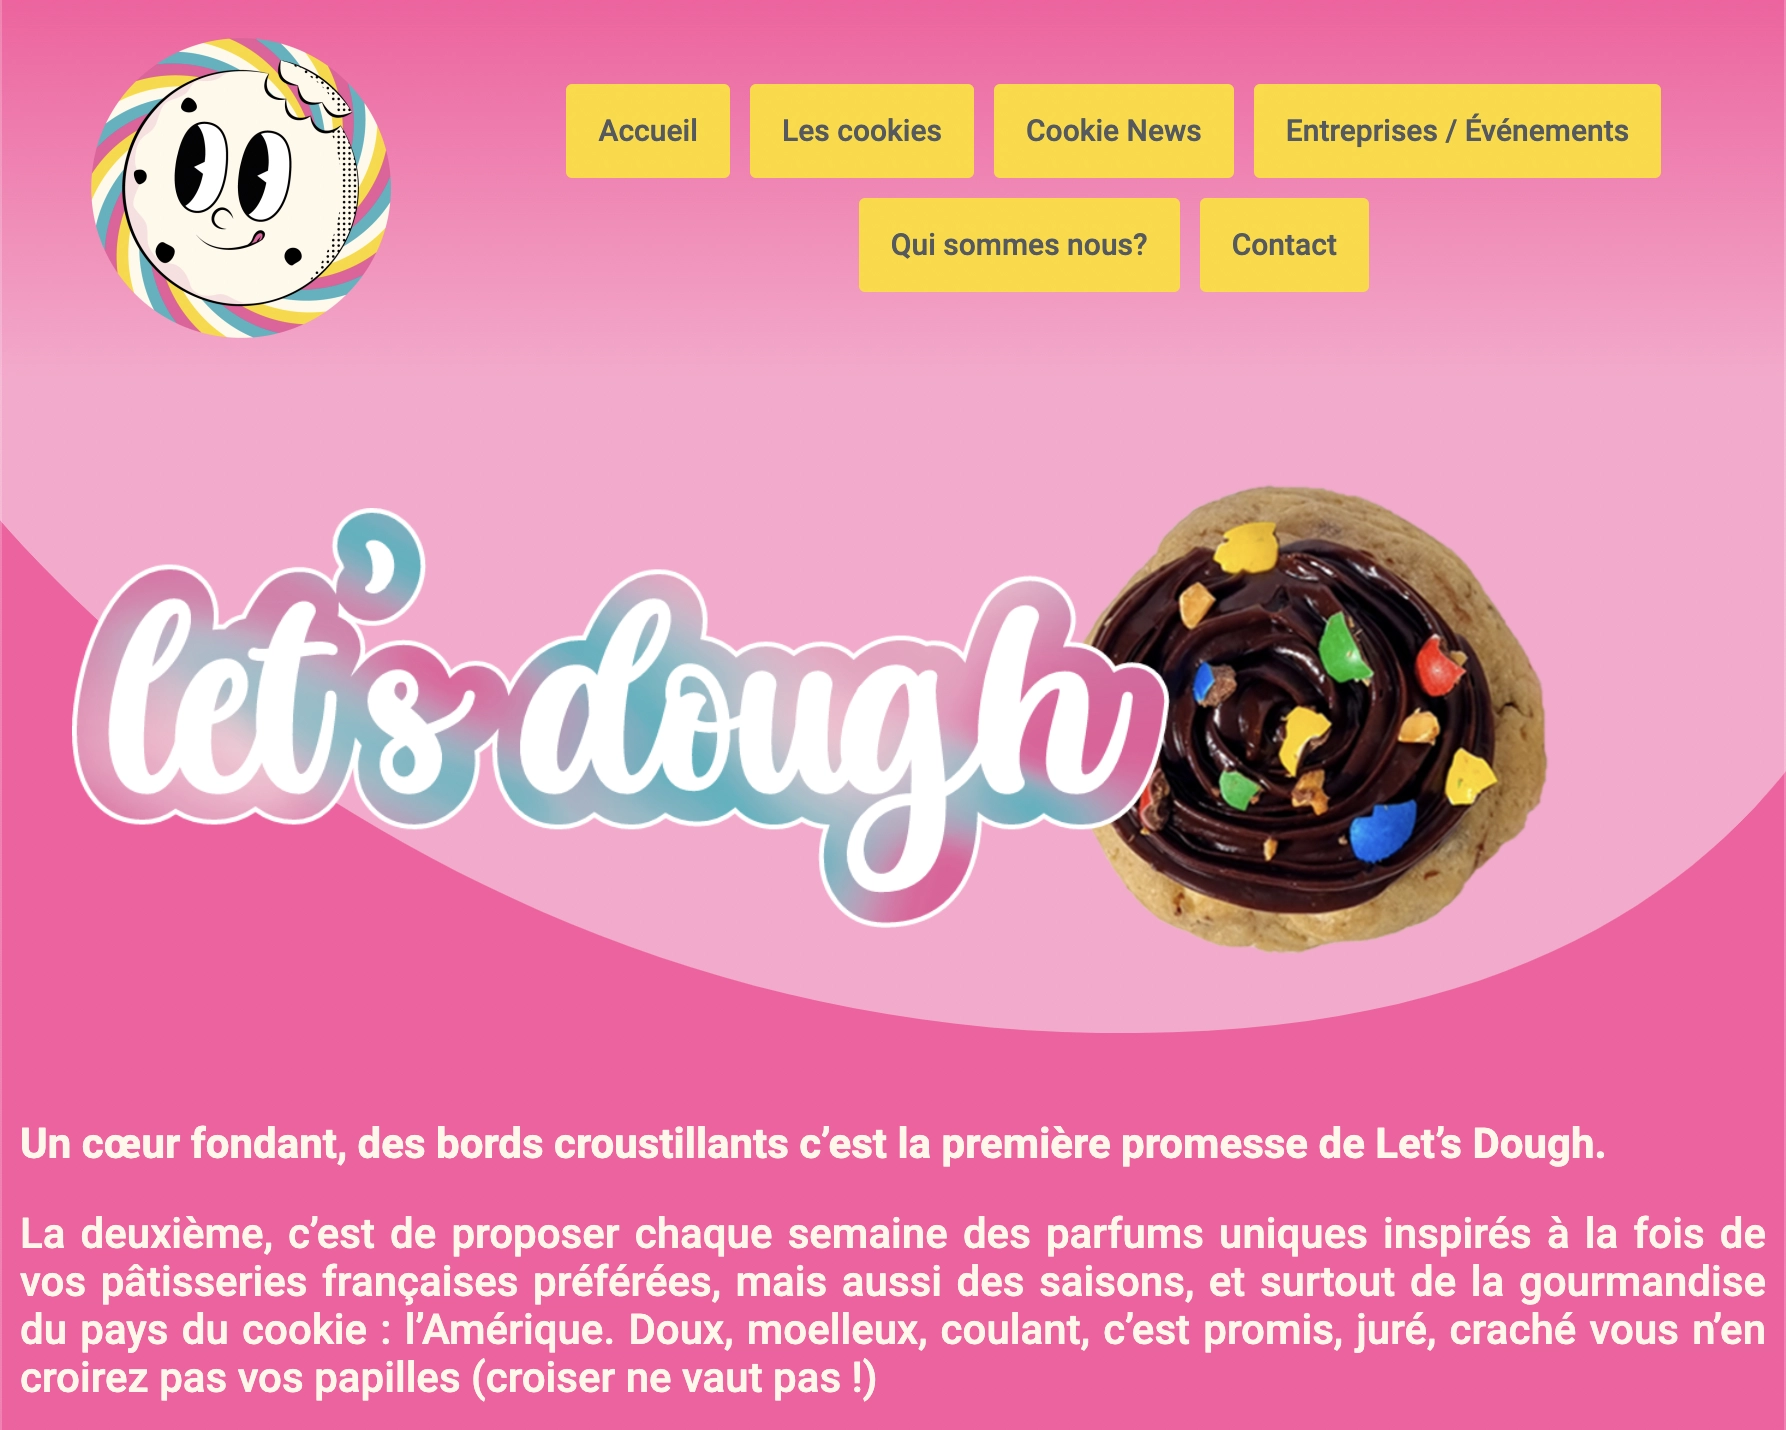 Accueil
Les cookies
Cookie News
Entreprises / Événements
Qui sommes nous?
Contact
let's dough
Un cœur fondant, des bords croustillants c’est la première promesse de Let’s Dough.
La deuxième, c’est de proposer chaque semaine des parfums uniques inspirés à la fois de
vos pâtisseries françaises préférées, mais aussi des saisons, et surtout de la gourmandise
du pays du cookie : l’Amérique. Doux, moelleux, coulant, c’est promis, juré, craché vous n’en
croirez pas vos papilles (croiser ne vaut pas !)